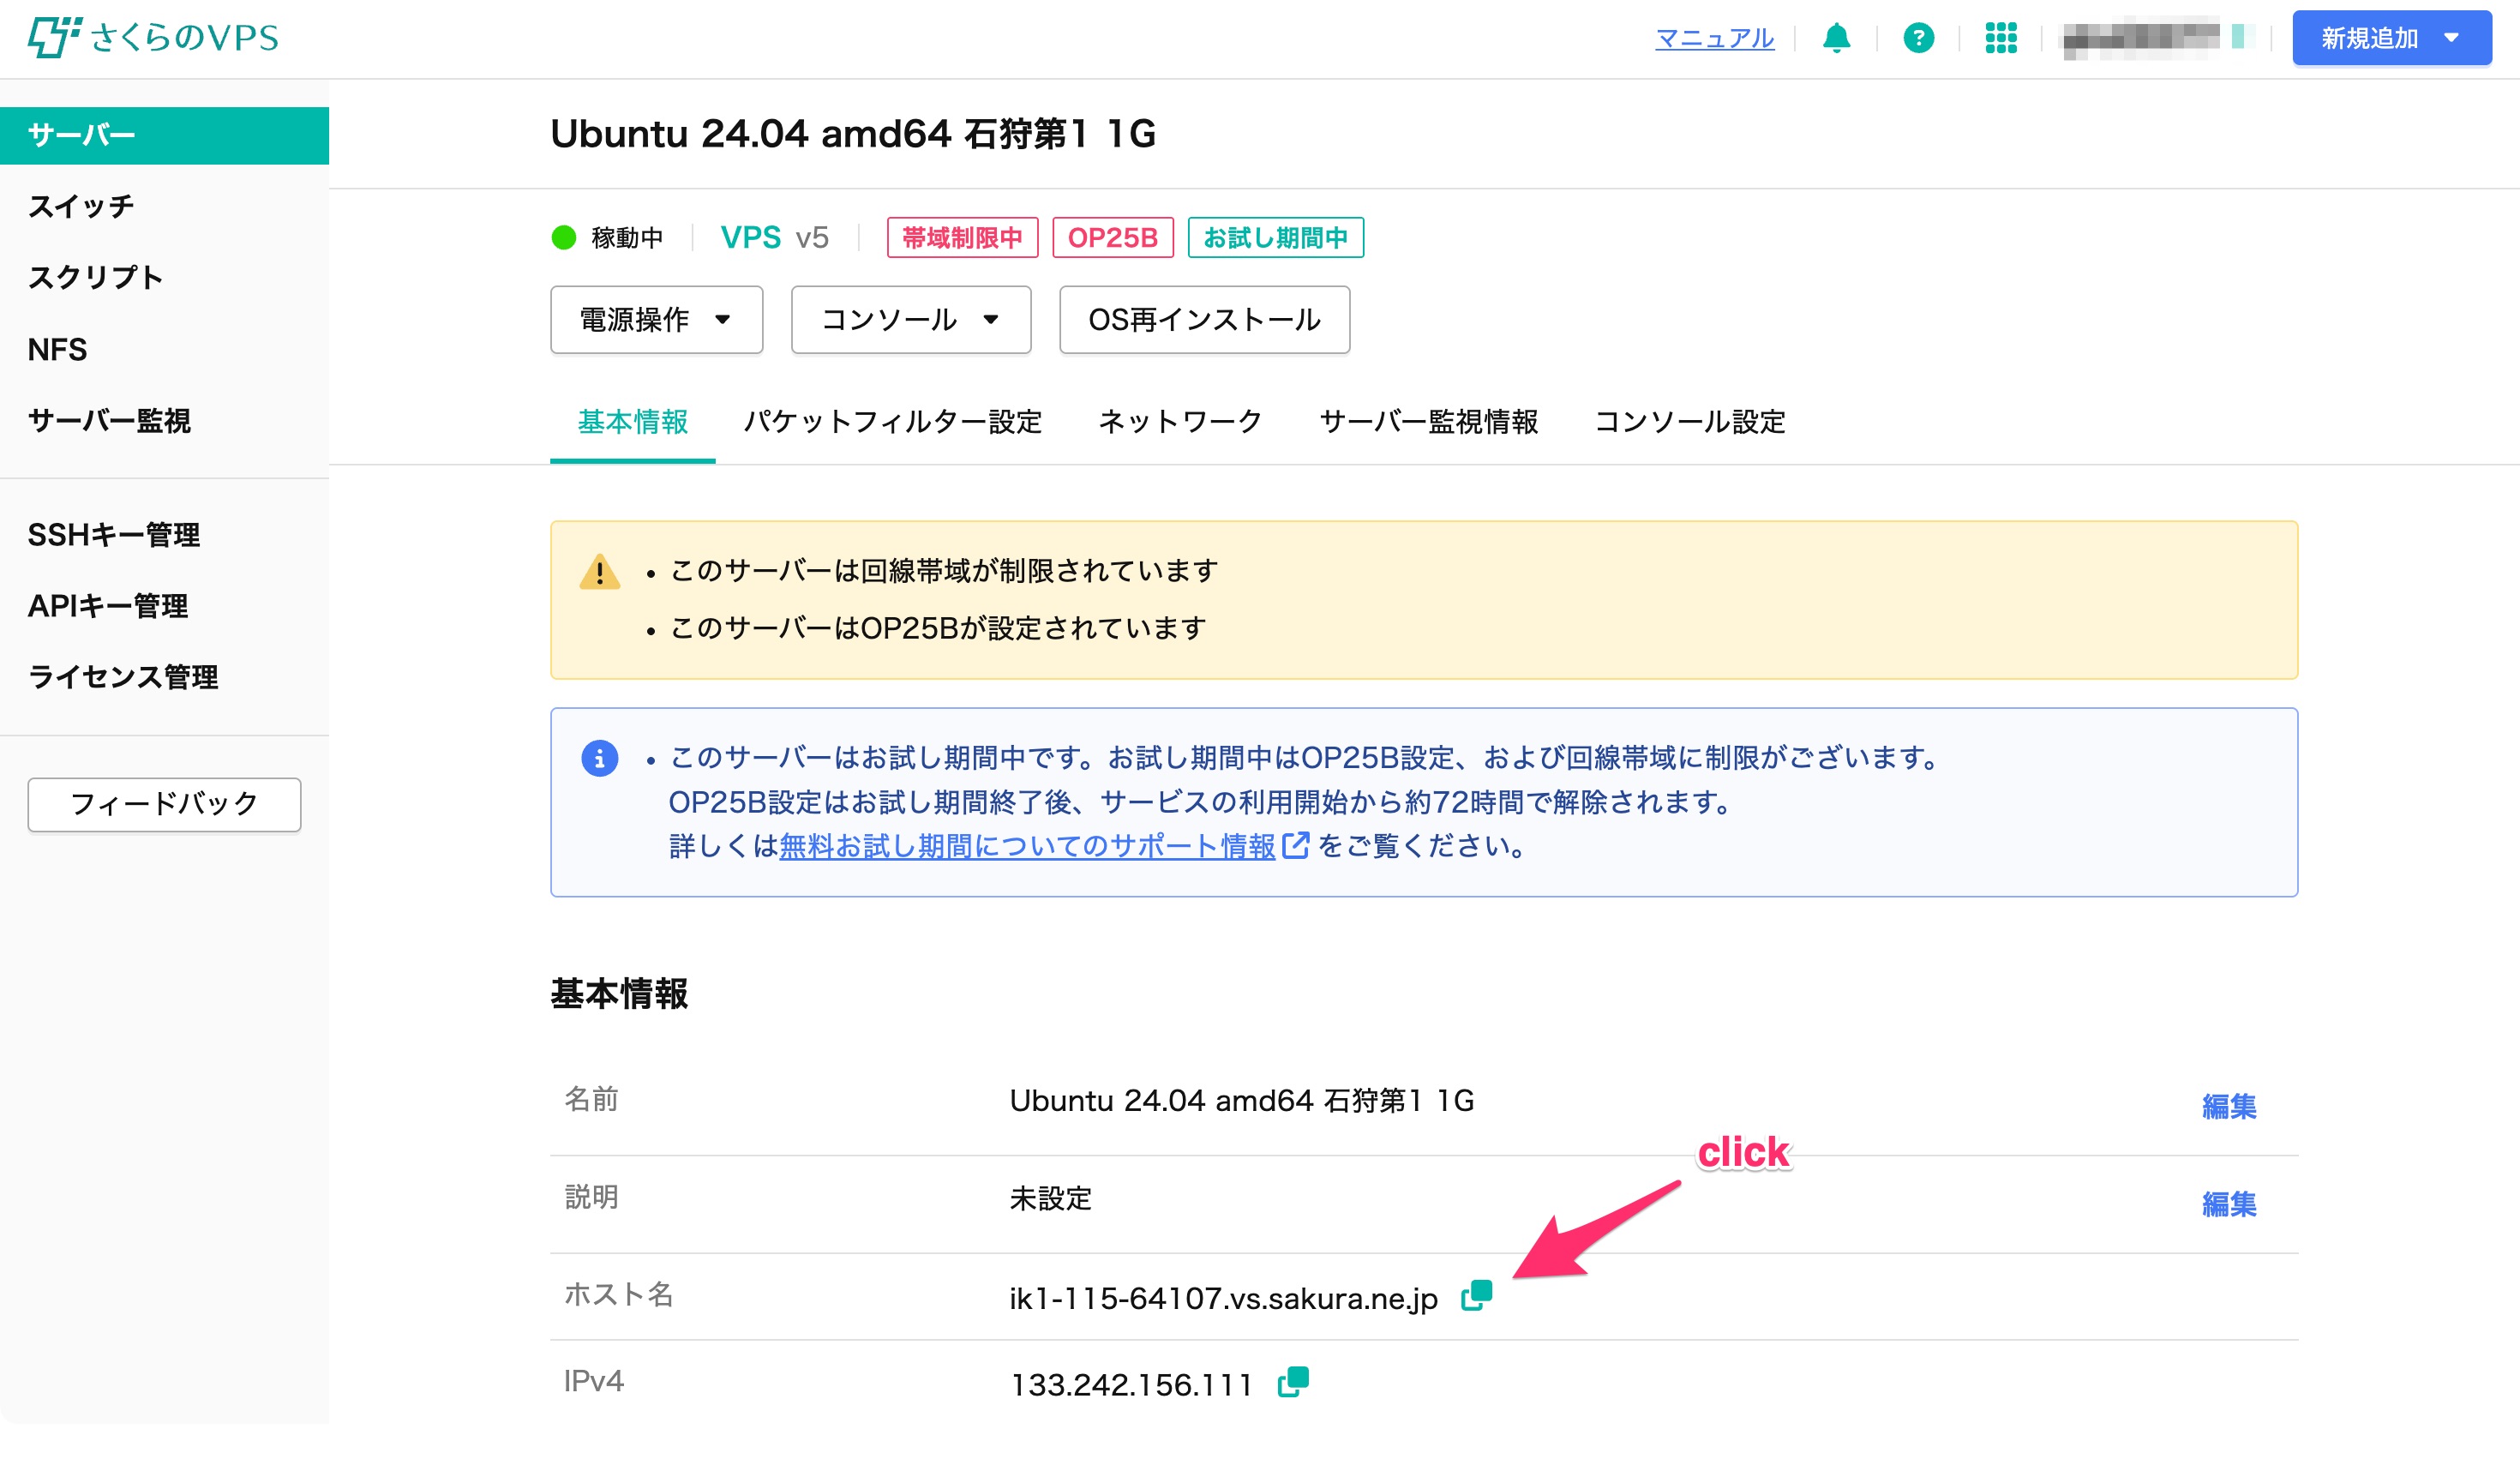 さくらのVPS
マニュアル
新規追加
サーバー
スイッチ
スクリプト
NFS
サーバー監視
SSHキー管理
APIキー管理
ライセンス管理
フィードバック
Ubuntu 24.04 amd64 石狩第1 1G
稼動中 VPS v5 帯域制限中 OP25B お試し期間中
電源操作 コンソール OS再インストール
基本情報 パケットフィルター設定 ネットワーク サーバー監視情報 コンソール設定
• このサーバーは回線帯域が制限されています
• このサーバーはOP25Bが設定されています
• このサーバーはお試し期間中です。お試し期間中はOP25B設定、および回線帯域に制限がございます。
OP25B設定はお試し期間終了後、サービスの利用開始から約72時間で解除されます。
詳しくは無料お試し期間についてのサポート情報 をご覧ください。
基本情報
名前 Ubuntu 24.04 amd64 石狩第1 1G 編集
click
説明 未設定 編集
ホスト名 ik1-115-64107.vs.sakura.ne.jp
IPv4 133.242.156.111